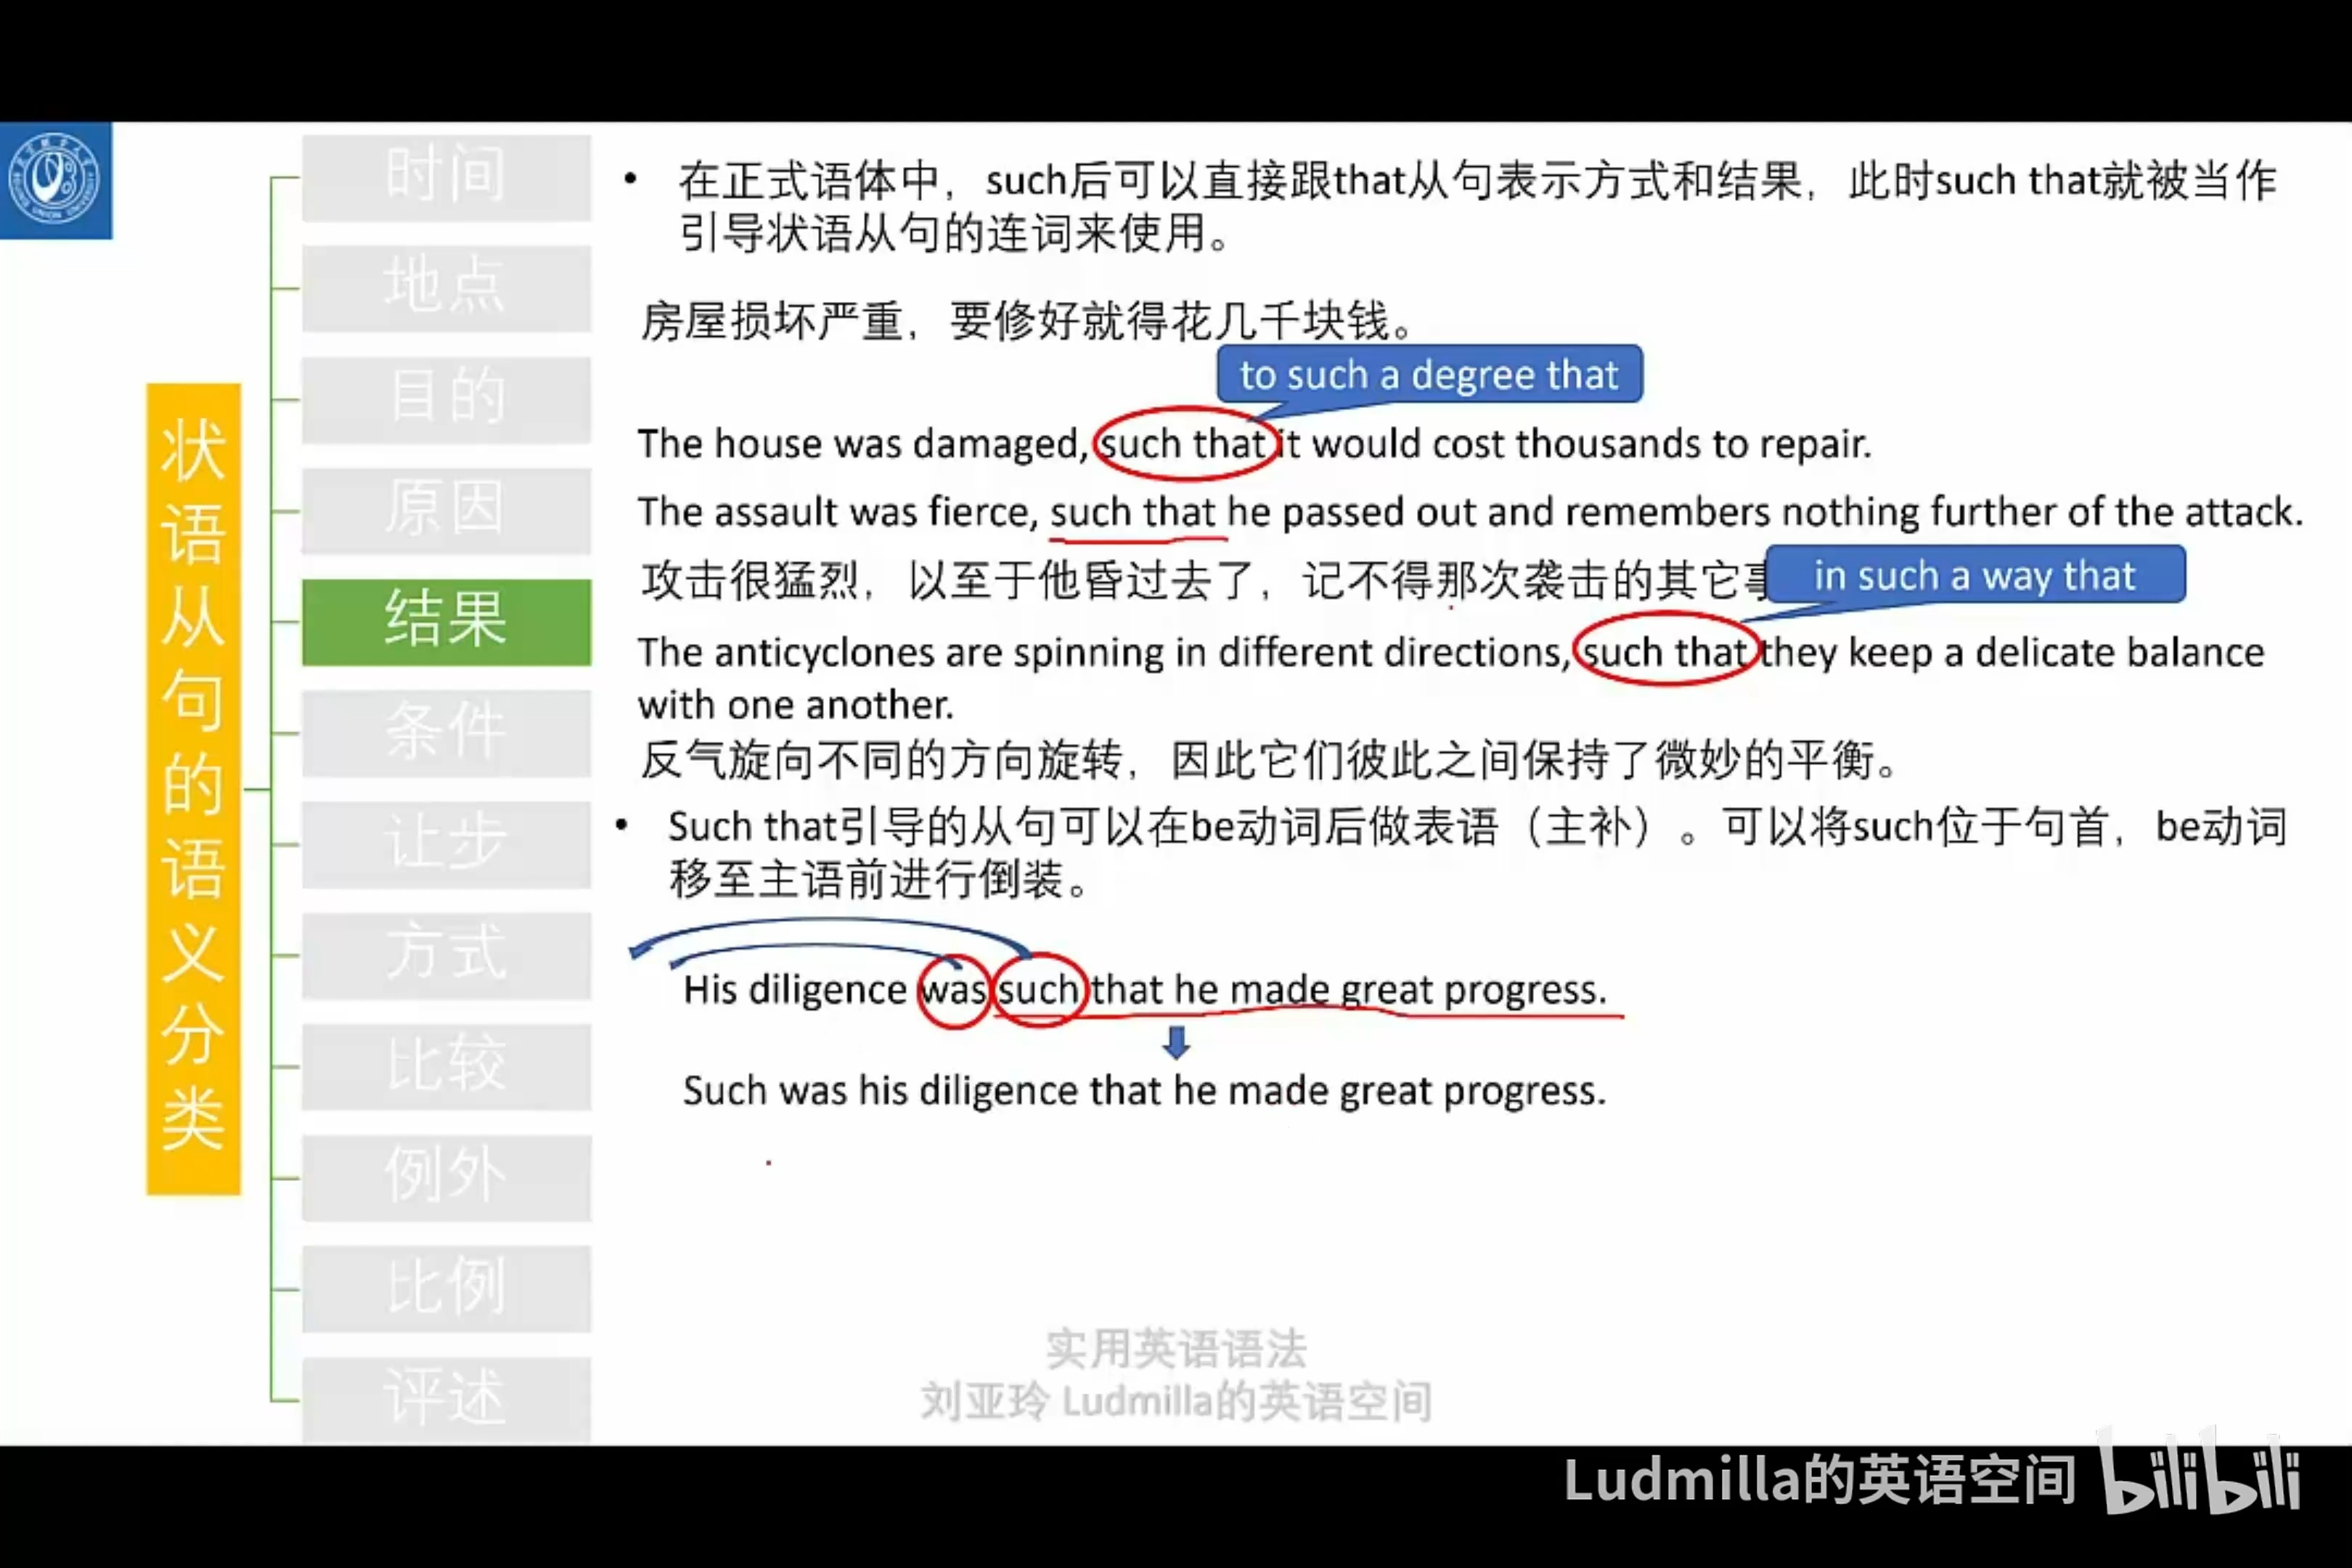 状语从句的语义分类
时间
地点
目的
原因
结果
条件
让步
方式
比较
例外
比例
评述
• 在正式语体中，such后可以直接跟that从句表示方式和结果，此时such that就被当作
引导状语从句的连词来使用。
房屋损坏严重，要修好就得花几千块钱。
to such a degree that
The house was damaged, such that it would cost thousands to repair.
The assault was fierce, such that he passed out and remembers nothing further of the attack.
攻击很猛烈，以至于他昏过去了，记不得那次袭击的其它
in such a way that
The anticyclones are spinning in different directions, such that they keep a delicate balance
with one another.
反气旋向不同的方向旋转，因此它们彼此之间保持了微妙的平衡。
• Such that引导的从句可以在be动词后做表语（主补）。可以将such位于句首，be动词
移至主语前进行倒装。
His diligence was such that he made great progress.
Such was his diligence that he made great progress.
实用英语语法
刘亚玲 Ludmilla的英语空间
Ludmilla的英语空间 bilibili